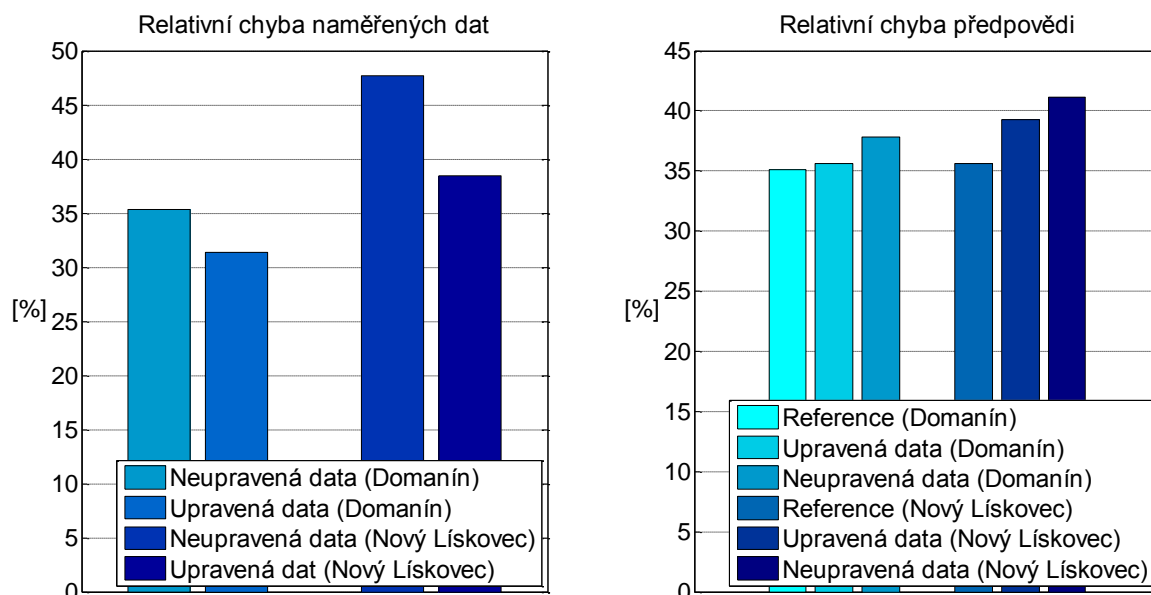 Relativní chyba naměřených dat
50
45
40
35
30
[%]
25
20
15
10
5
0
Neupravená data (Domanín)
Upravená data (Domanín)
Neupravená data (Nový Lískovec)
Upravená dat (Nový Lískovec)
Relativní chyba předpovědi
45
40
35
30
25
[%]
20
15
10
5
0
Reference (Domanín)
Upravená data (Domanín)
Neupravená data (Domanín)
Reference (Nový Lískovec)
Upravená data (Nový Lískovec)
Neupravená data (Nový Lískovec)